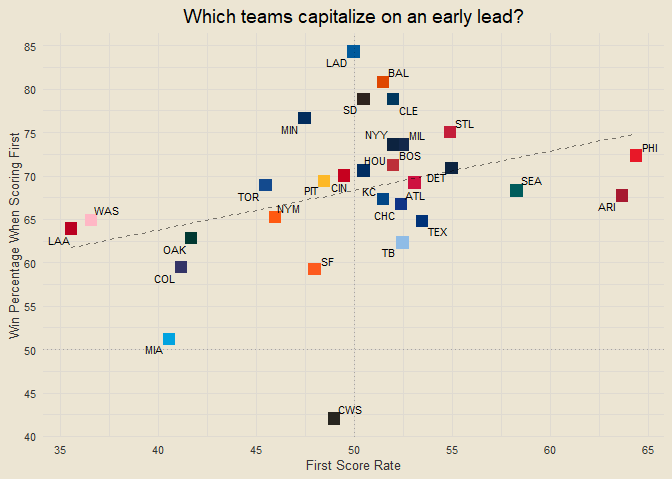 Which teams capitalize on an early lead?
Win Percentage When Scoring First
85
80
75
70
65
60
55
50
45
40
LAD
BAL
SD
CLE
MIN
STL
NYY
MIL
PHI
HOU
BOS
TOR
PIT
CIN
KC
DET
SEA
WAS
NYM
CHC
ATL
ARI
LAA
OAK
TEX
TB
COL
SF
MIA
CWS
35
40
45
50
55
60
65
First Score Rate